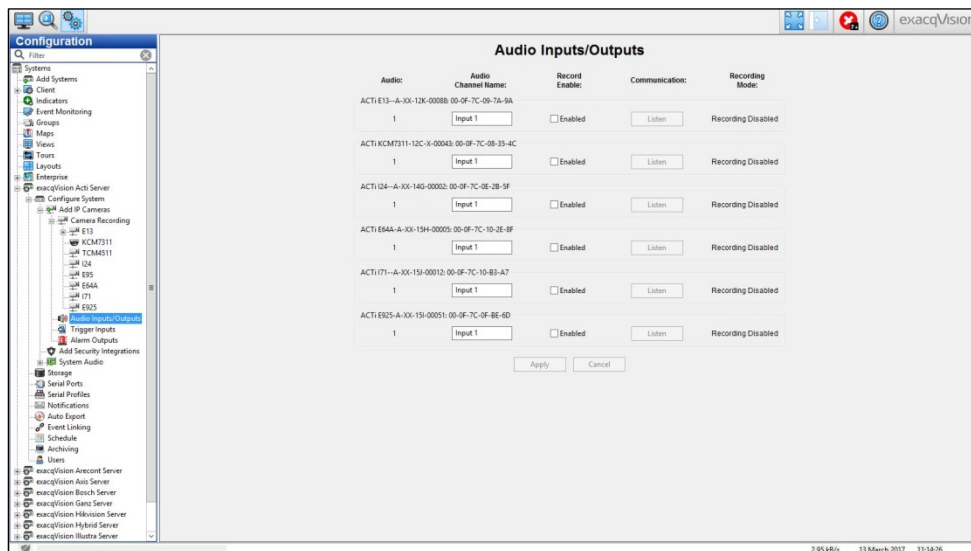 exacqVision
Configuration
Filter
Systems
Add Systems
Client
Indicators
Event Monitoring
Groups
Maps
Views
Tours
Layouts
Enterprise
exacqVision Acti Server
Configure System
Add IP Cameras
Camera Recording
E13
KCM7311
TCM4511
I24
E95
E64A
I71
E925
Audio Inputs/Outputs
Trigger Inputs
Alarm Outputs
Add Security Integrations
System Audio
Storage
Serial Ports
Serial Profiles
Notifications
Auto Export
Event Linking
Schedule
Archiving
Users
exacqVision Arecont Server
exacqVision Axis Server
exacqVision Bosch Server
exacqVision Ganz Server
exacqVision Hikvision Server
exacqVision Hybrid Server
exacqVision Illustra Server
Audio Inputs/Outputs
Audio: Audio Channel Name: Record Enable: Communication: Recording Mode:
ACTi E13--A-XX-12K-00088: 00-0F-7C-09-7A-9A
1 Input 1 Enabled Listen Recording Disabled
ACTi KCM7311-12C-X-00043: 00-0F-7C-08-35-4C
1 Input 1 Enabled Listen Recording Disabled
ACTi I24--A-XX-14G-00002: 00-0F-7C-0E-2B-5F
1 Input 1 Enabled Listen Recording Disabled
ACTi E64A-A-XX-15H-00005: 00-0F-7C-10-2E-8F
1 Input 1 Enabled Listen Recording Disabled
ACTi I71--A-XX-15J-00012: 00-0F-7C-10-B3-A7
1 Input 1 Enabled Listen Recording Disabled
ACTi E925-A-XX-15I-00051: 00-0F-7C-0F-BE-6D
1 Input 1 Enabled Listen Recording Disabled
Apply Cancel
2.95 kB/s 13 March 2017 11:14:26